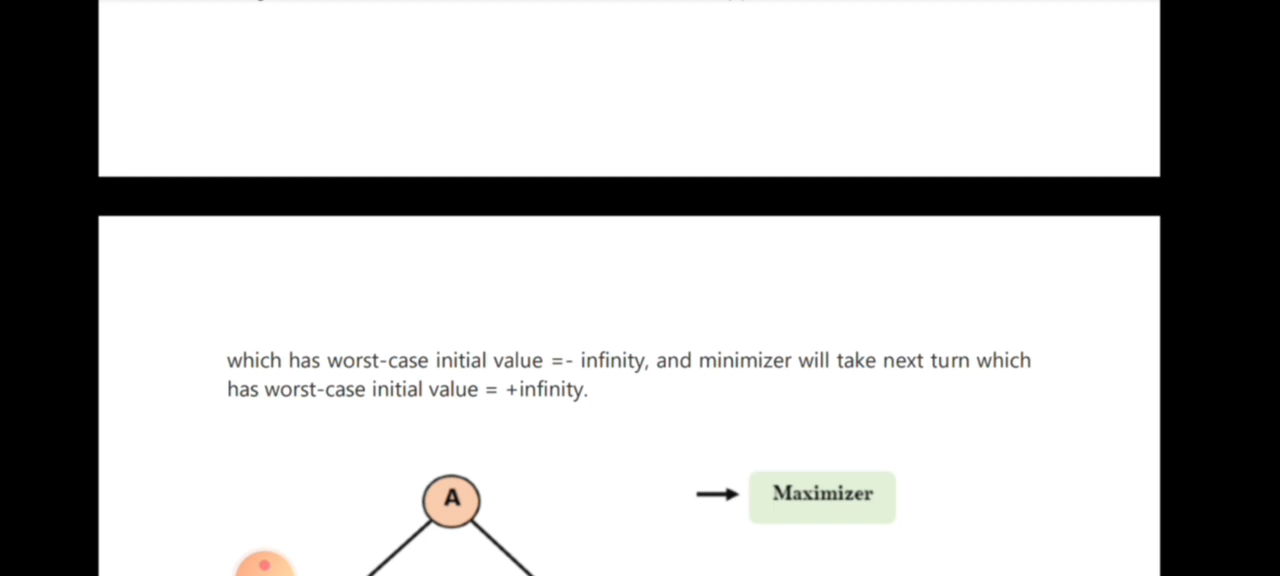 which has worst-case initial value =- infinity, and minimizer will take next turn which
has worst-case initial value = +infinity.
A
Maximizer